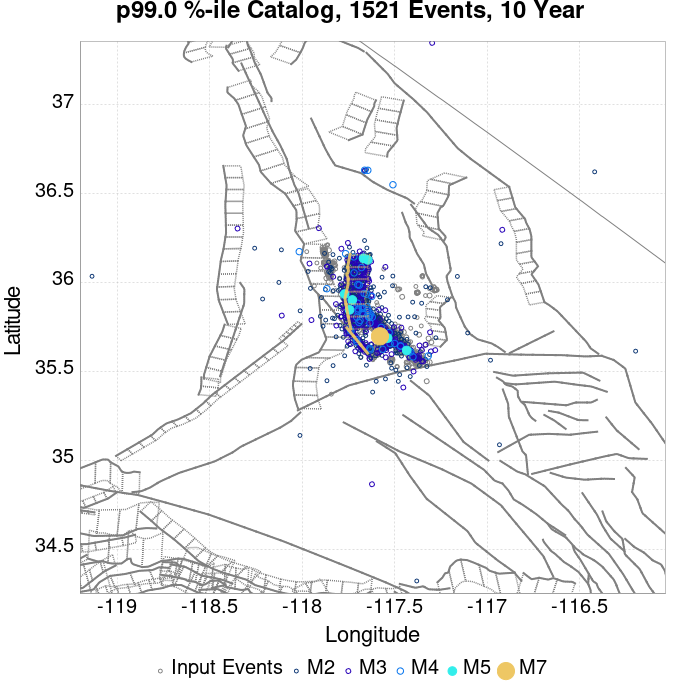 p99.0 %-ile Catalog, 1521 Events, 10 Year
37
36.5
36
35.5
35
34.5
Latitude
-119 -118.5 -118 -117.5 -117 -116.5
Longitude
Input Events M2 M3 M4 M5 M7